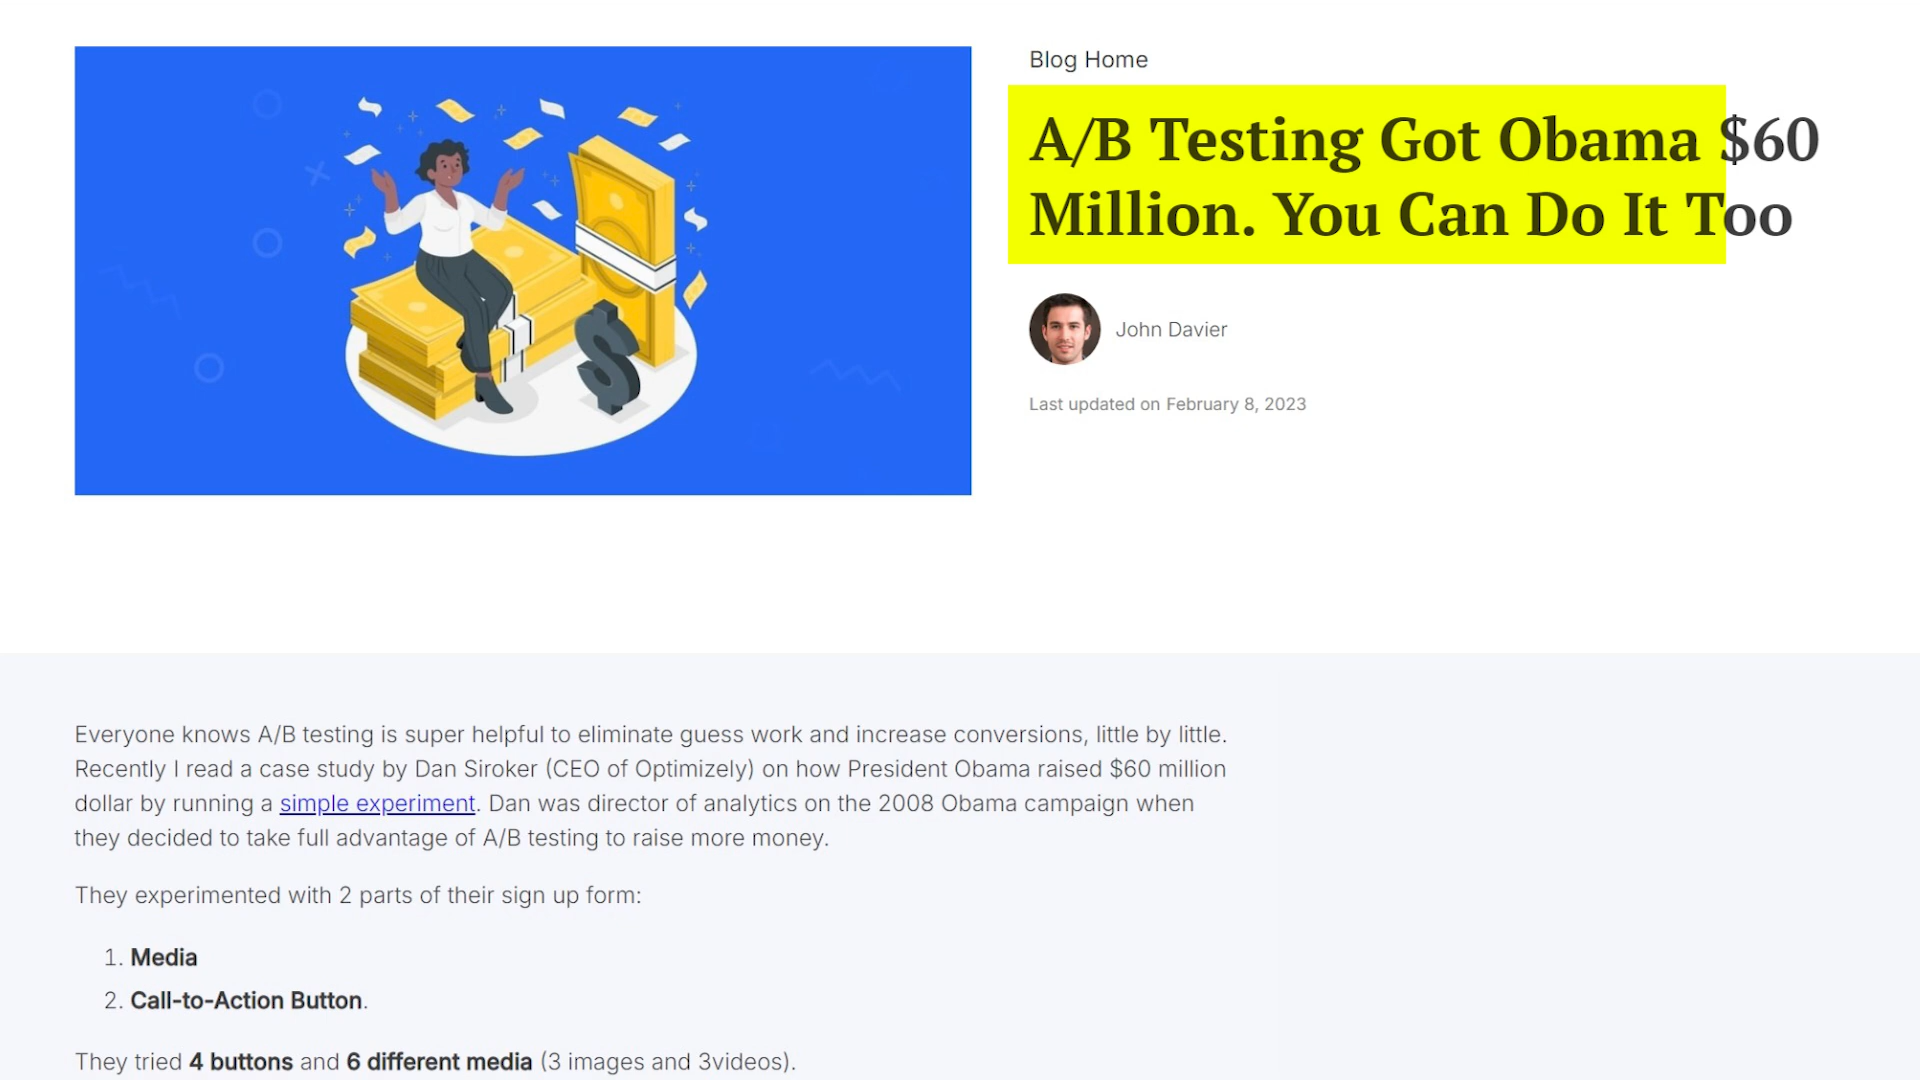 Blog Home
A/B Testing Got Obama $60
Million. You Can Do It Too
John Davier
Last updated on February 8, 2023
Everyone knows A/B testing is super helpful to eliminate guess work and increase conversions, little by little.
Recently I read a case study by Dan Siroker (CEO of Optimizely) on how President Obama raised $60 million
dollar by running a simple experiment. Dan was director of analytics on the 2008 Obama campaign when
they decided to take full advantage of A/B testing to raise more money.
They experimented with 2 parts of their sign up form:
1. Media
2. Call-to-Action Button.
They tried 4 buttons and 6 different media (3 images and 3videos).